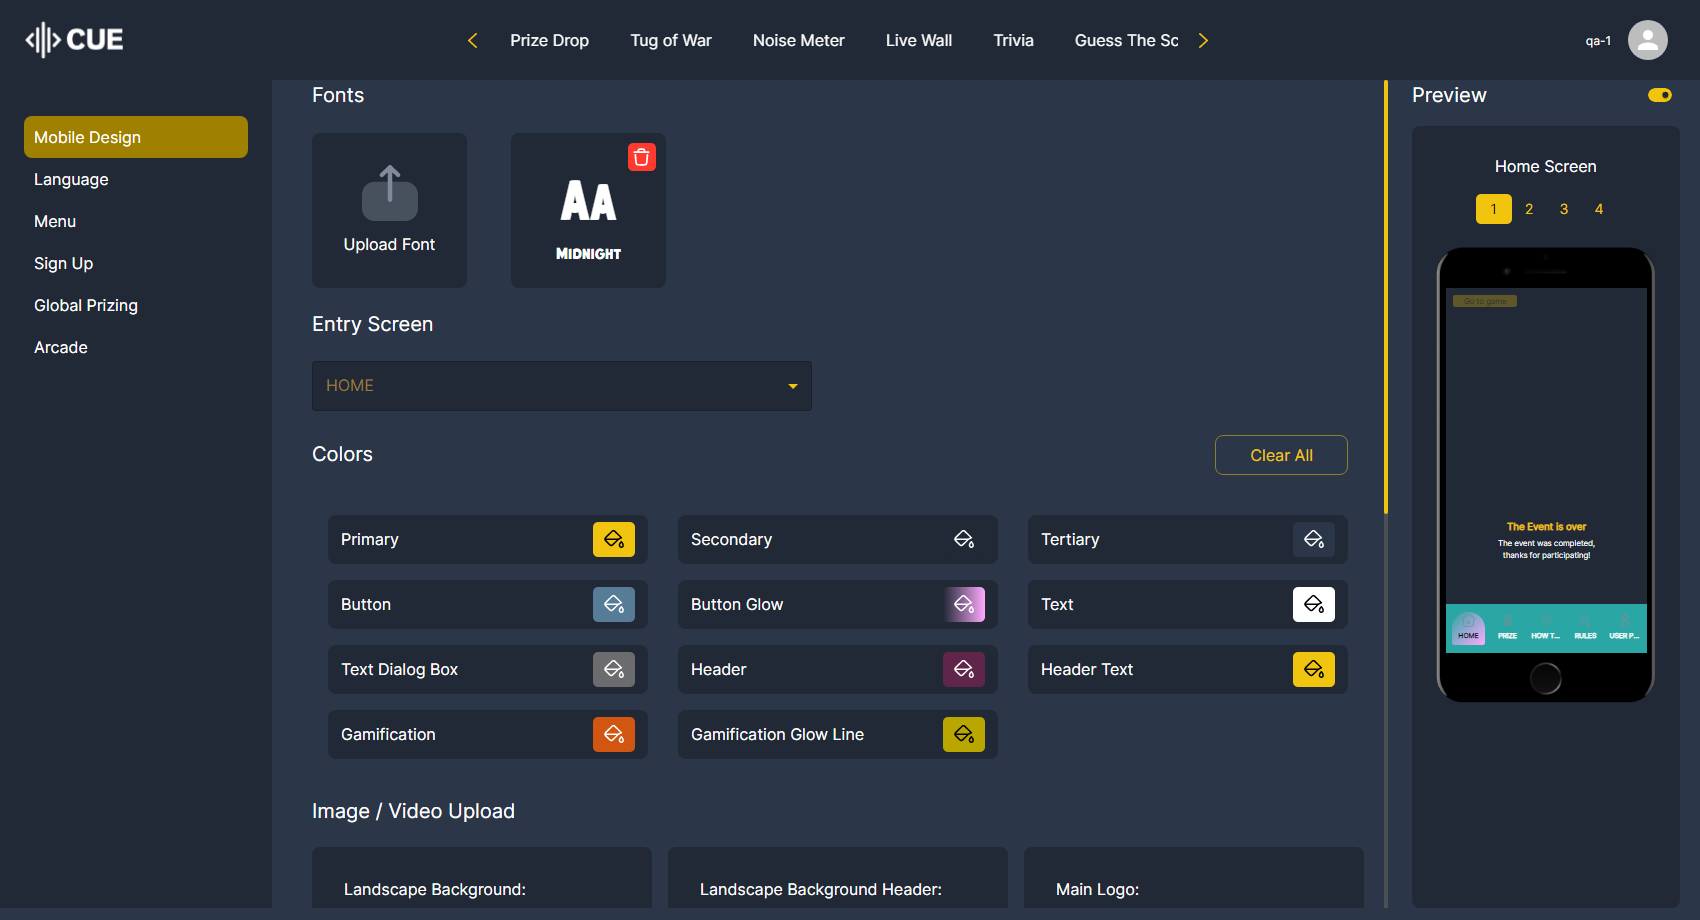 CUE
Prize Drop
Tug of War
Noise Meter
Live Wall
Trivia
Guess The Sc
qa-1
Mobile Design
Language
Menu
Sign Up
Global Prizing
Arcade
Fonts
Upload Font
AA
MIDNIGHT
Entry Screen
HOME
Colors
Clear All
Primary
Secondary
Tertiary
Button
Button Glow
Text
Text Dialog Box
Header
Header Text
Gamification
Gamification Glow Line
Image / Video Upload
Landscape Background:
Landscape Background Header:
Main Logo:
Preview
Home Screen
1 2 3 4
Go to game
The Event is over
The event was completed,
thanks for participating!
HOME PRIZE HOW T... RULES USER P...